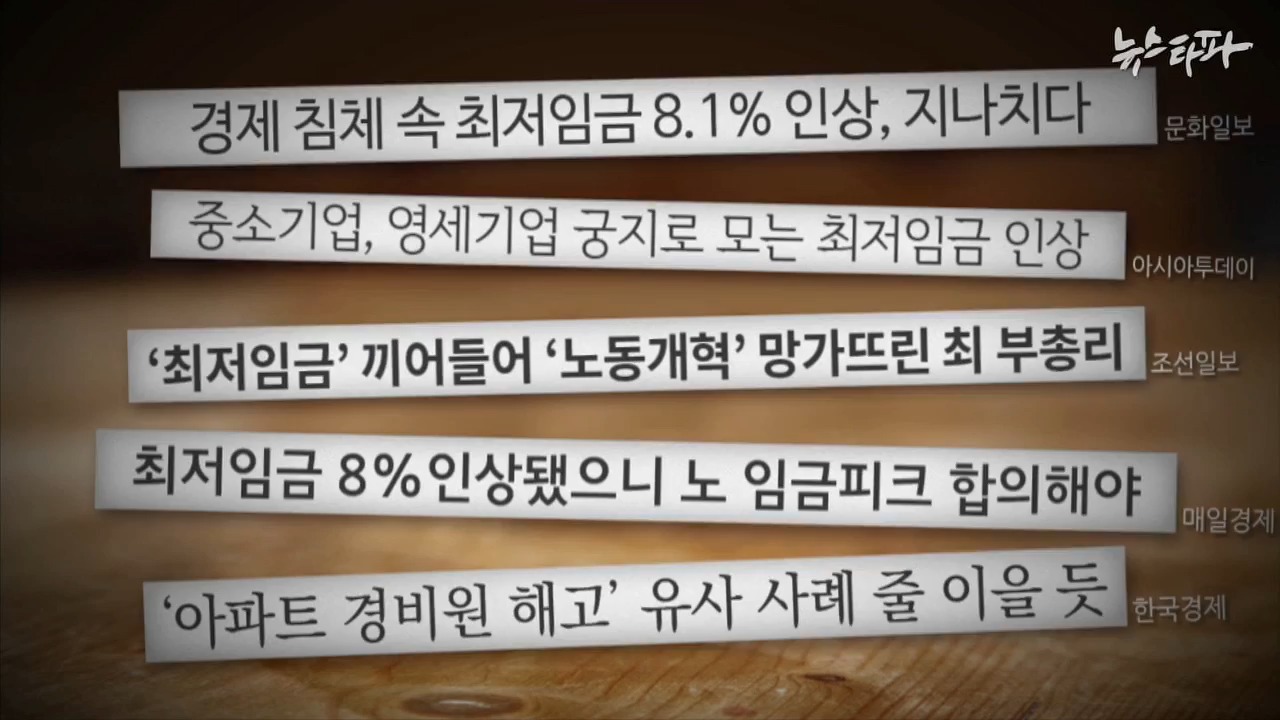 뉴스타파
경제 침체 속 최저임금 8.1% 인상, 지나치다
문화일보
중소기업, 영세기업 궁지로 모는 최저임금 인상
아시아투데이
‘최저임금’ 끼어들어 ‘노동개혁’ 망가뜨린 최 부총리
조선일보
최저임금 8%인상됐으니 노 임금피크 합의해야
매일경제
‘아파트 경비원 해고’ 유사 사례 줄 이을 듯
한국경제